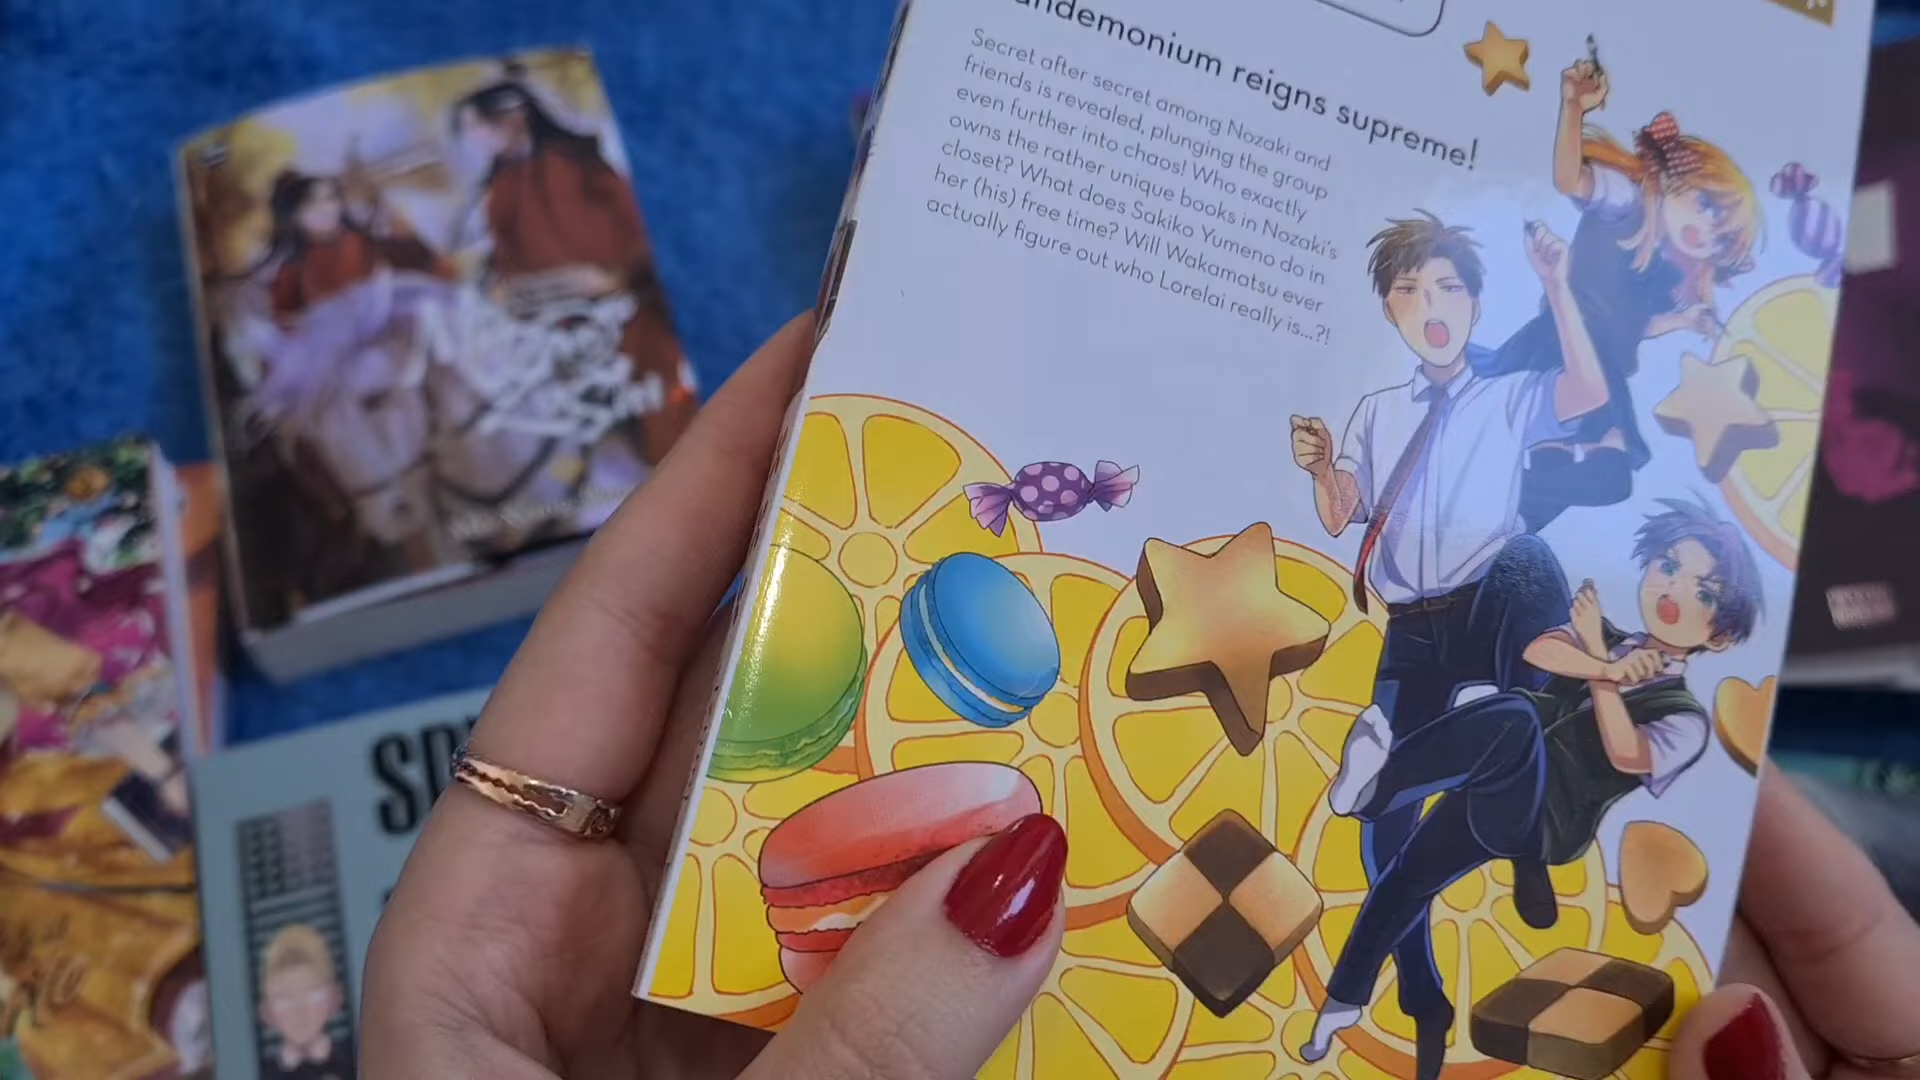 andemonium reigns supreme!
Secret after secret among Nozaki and
friends is revealed, plunging the group
even further into chaos! Who exactly
owns the rather unique books in Nozaki's
closet? What does Sakiko Yumeno do in
her (his) free time? Will Wakamatsu ever
actually figure out who Lorelai really is...?!